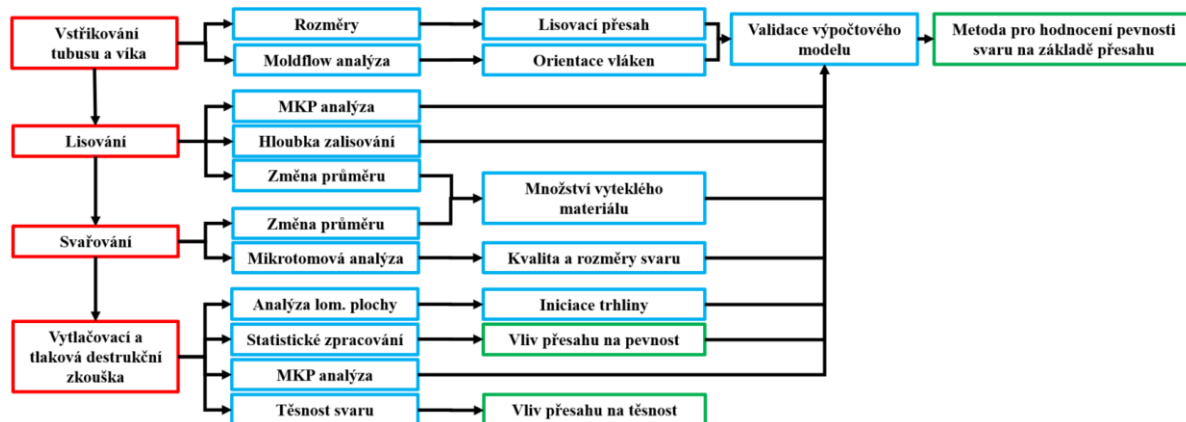 Vstřikování
tubusu a víka
Rozměry
Lisovací přesah
Moldflow analýza
Orientace vláken
Validace výpočtového
modelu
Metoda pro hodnocení pevnosti
svaru na základě přesahu
Lisování
MKP analýza
Hloubka zalisování
Změna průměru
Množství vyteklého
materiálu
Svařování
Změna průměru
Mikrotomová analýza
Kvalita a rozměry svaru
Vytlačovací a
tlaková destrukční
zkouška
Analýza lom. plochy
Iniciace trhliny
Statistické zpracování
Vliv přesahu na pevnost
MKP analýza
Těsnost svaru
Vliv přesahu na těsnost